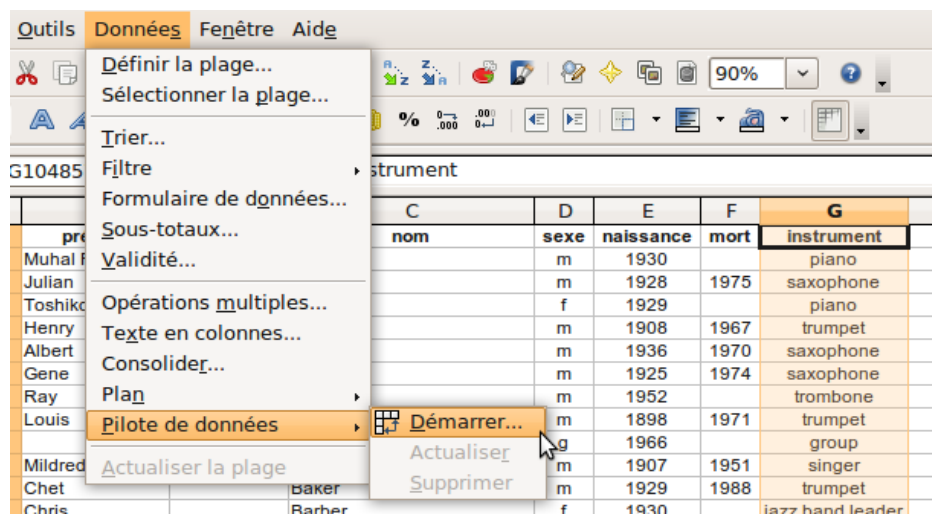 Outils Données Fenêtre Aide
90%
Définir la plage...
Sélectionner la plage...
Trier...
Filtre
Formulaire de données...
Sous-totaux...
Validité...
Opérations multiples...
Texte en colonnes...
Consolider...
Plan
Pilote de données
Actualiser la plage
Démarrer...
Actualiser
Supprimer
G10485 strument
C D E F G
pré nom sexe naissance mort instrument
Muhal m 1930 piano
Julian m 1928 1975 saxophone
Toshiko f 1929 piano
Henry m 1908 1967 trumpet
Albert m 1936 1970 saxophone
Gene m 1925 1974 saxophone
Ray m 1952 trombone
Louis m 1898 1971 trumpet
g 1966 group
Mildred m 1907 1951 singer
Chet Baker m 1929 1988 trumpet
Chris Barber f 1930 jazz band leader